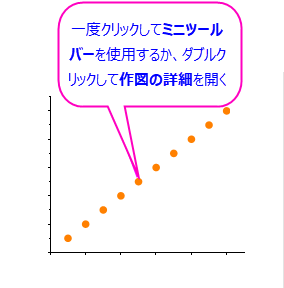 一度クリックしてミニツール
バーを使用するか、ダブルク
リックして作図の詳細を開く